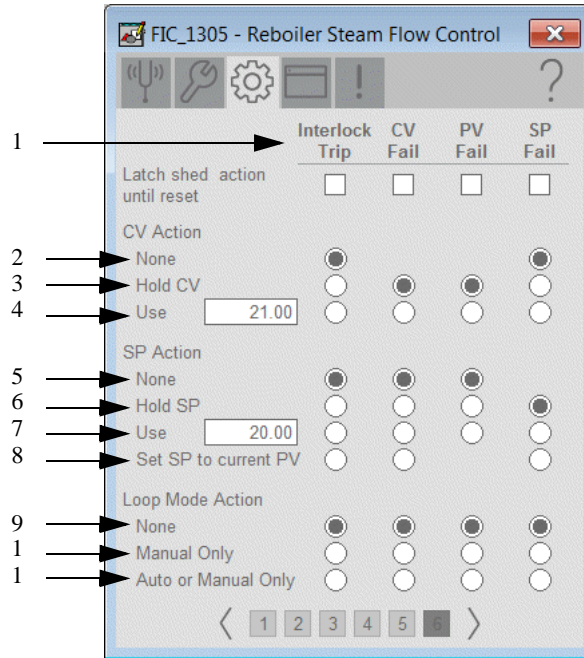 FIC_1305 - Reboiler Steam Flow Control
?
1 Interlock Trip CV Fail PV Fail SP Fail
Latch shed action
until reset
CV Action
2 None
3 Hold CV
4 Use 21.00
SP Action
5 None
6 Hold SP
7 Use 20.00
8 Set SP to current PV
Loop Mode Action
9 None
1 Manual Only
1 Auto or Manual Only
1 2 3 4 5 6